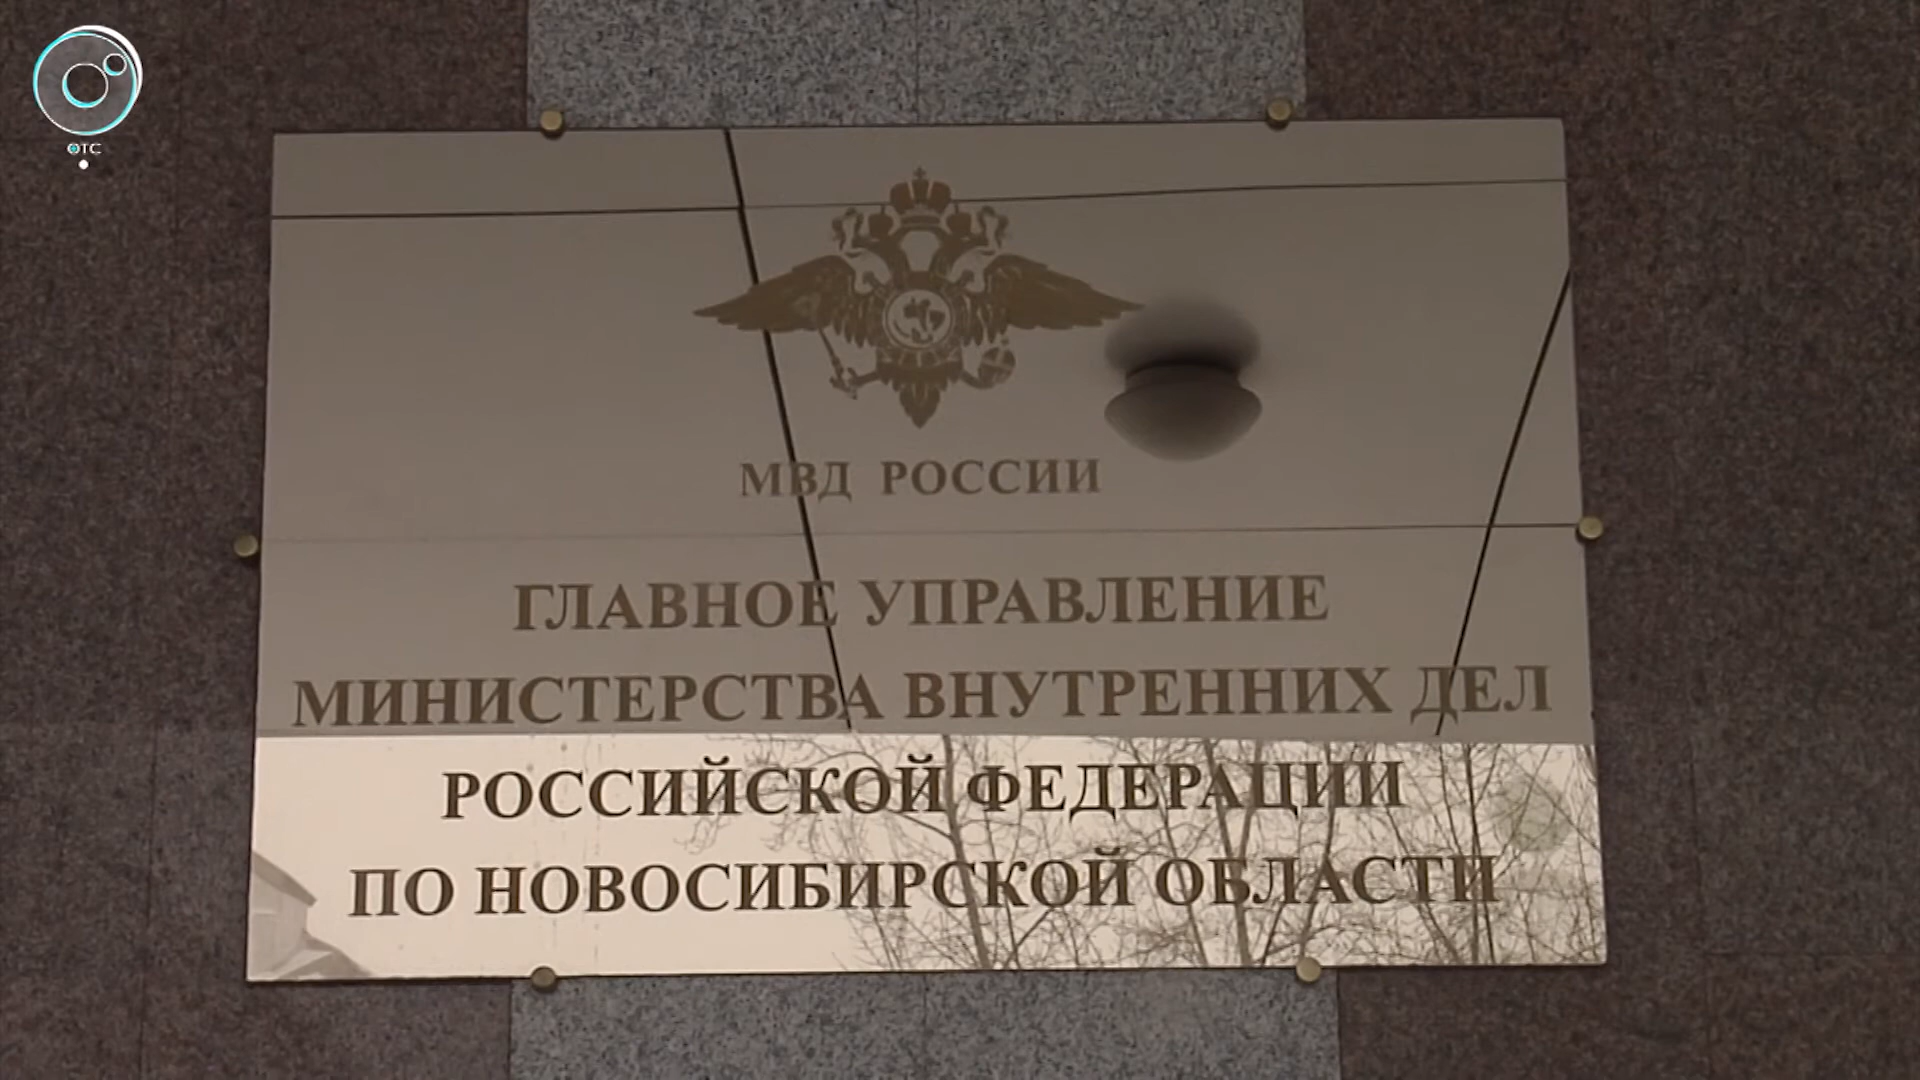 ОТС
МВД РОССИИ
ГЛАВНОЕ УПРАВЛЕНИЕ
МИНИСТЕРСТВА ВНУТРЕННИХ ДЕЛ
РОССИЙСКОЙ ФЕДЕРАЦИИ
ПО НОВОСИБИРСКОЙ ОБЛАСТИ